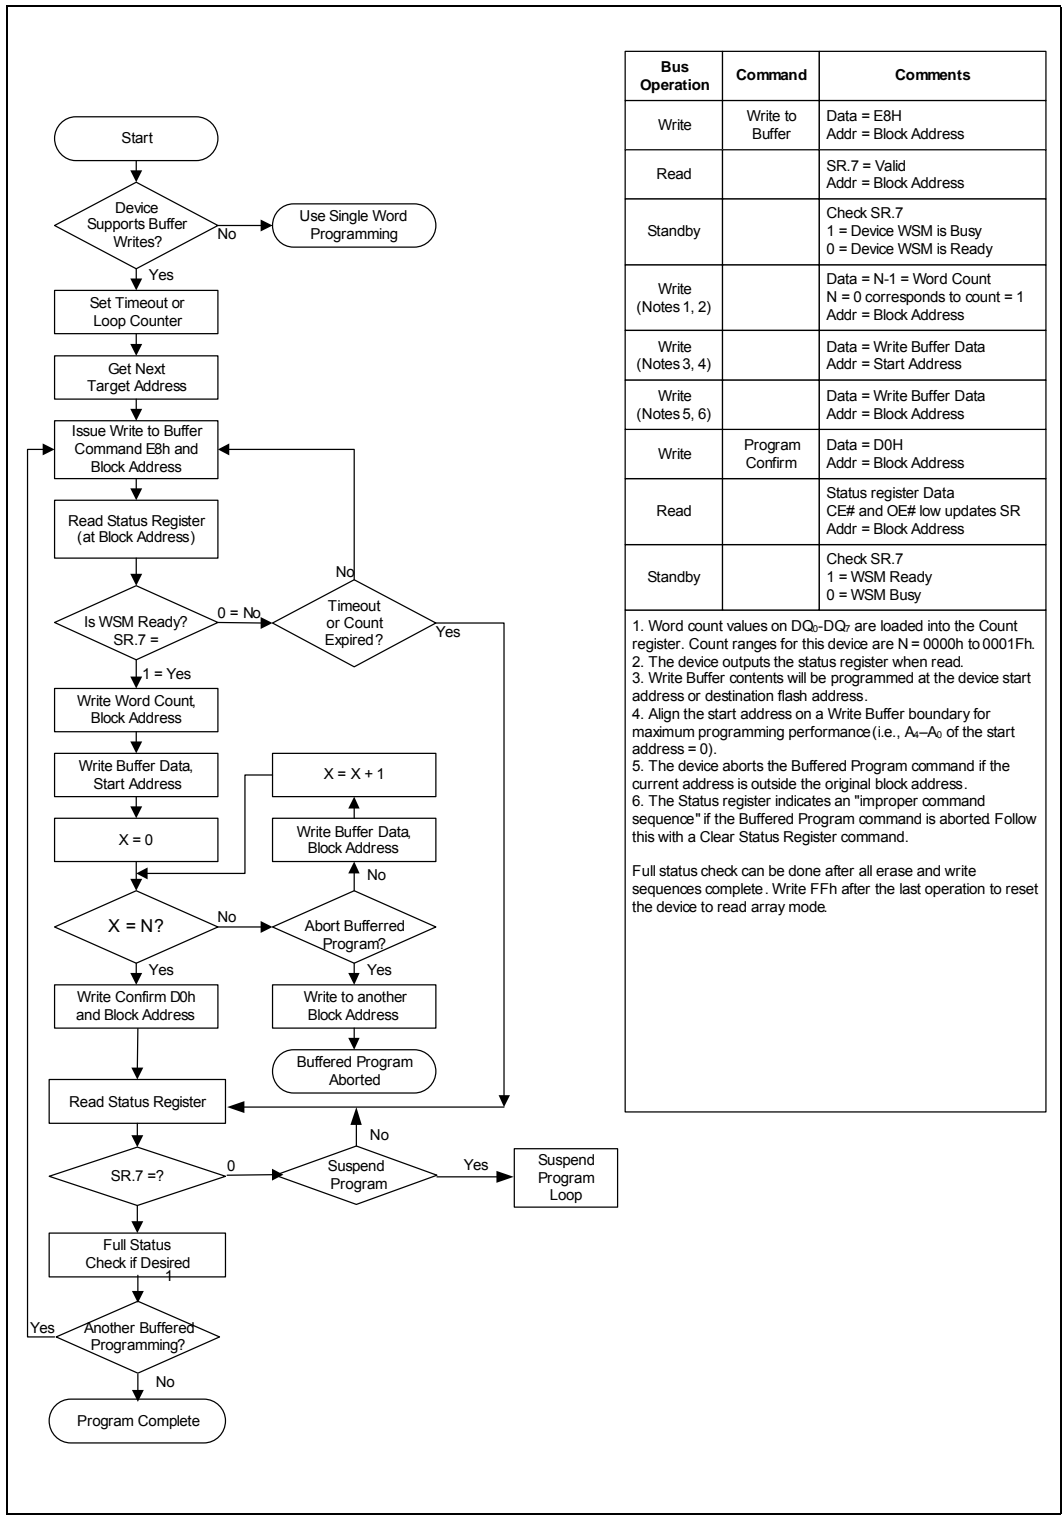 Start
Device
Supports Buffer
Writes?
No
Use Single Word
Programming
Yes
Set Timeout or
Loop Counter
Get Next
Target Address
Issue Write to Buffer
Command E8h and
Block Address
Read Status Register
(at Block Address)
No
Is WSM Ready?
SR.7 =
0 = No
Timeout
or Count
Expired?
Yes
1 = Yes
Write Word Count,
Block Address
Write Buffer Data,
Start Address
X = X + 1
X = 0
Write Buffer Data,
Block Address
No
X = N?
No
Abort Bufferred
Program?
Yes
Yes
Write Confirm D0h
and Block Address
Write to another
Block Address
Buffered Program
Aborted
Read Status Register
No
SR.7 =?
0
Suspend
Program
Yes
Suspend
Program
Loop
Full Status
Check if Desired
1
Another Buffered
Programming?
Yes
No
Program Complete
Bus
Operation
Command
Comments
Write
Write to
Buffer
Data = E8H
Addr = Block Address
Read
SR.7 = Valid
Addr = Block Address
Standby
Check SR.7
1 = Device WSM is Busy
0 = Device WSM is Ready
Write
(Notes 1, 2)
Data = N-1 = Word Count
N = 0 corresponds to count = 1
Addr = Block Address
Write
(Notes 3, 4)
Data = Write Buffer Data
Addr = Start Address
Write
(Notes 5, 6)
Data = Write Buffer Data
Addr = Block Address
Write
Program
Confirm
Data = D0H
Addr = Block Address
Read
Status register Data
CE# and OE# low updates SR
Addr = Block Address
Standby
Check SR.7
1 = WSM Ready
0 = WSM Busy
1. Word count values on DQ0-DQ7 are loaded into the Count
register. Count ranges for this device are N = 0000h to 0001Fh.
2. The device outputs the status register when read.
3. Write Buffer contents will be programmed at the device start
address or destination flash address.
4. Align the start address on a Write Buffer boundary for
maximum programming performance (i.e., A4–A0 of the start
address = 0).
5. The device aborts the Buffered Program command if the
current address is outside the original block address.
6. The Status register indicates an "improper command
sequence" if the Buffered Program command is aborted. Follow
this with a Clear Status Register command.
Full status check can be done after all erase and write
sequences complete. Write FFh after the last operation to reset
the device to read array mode.